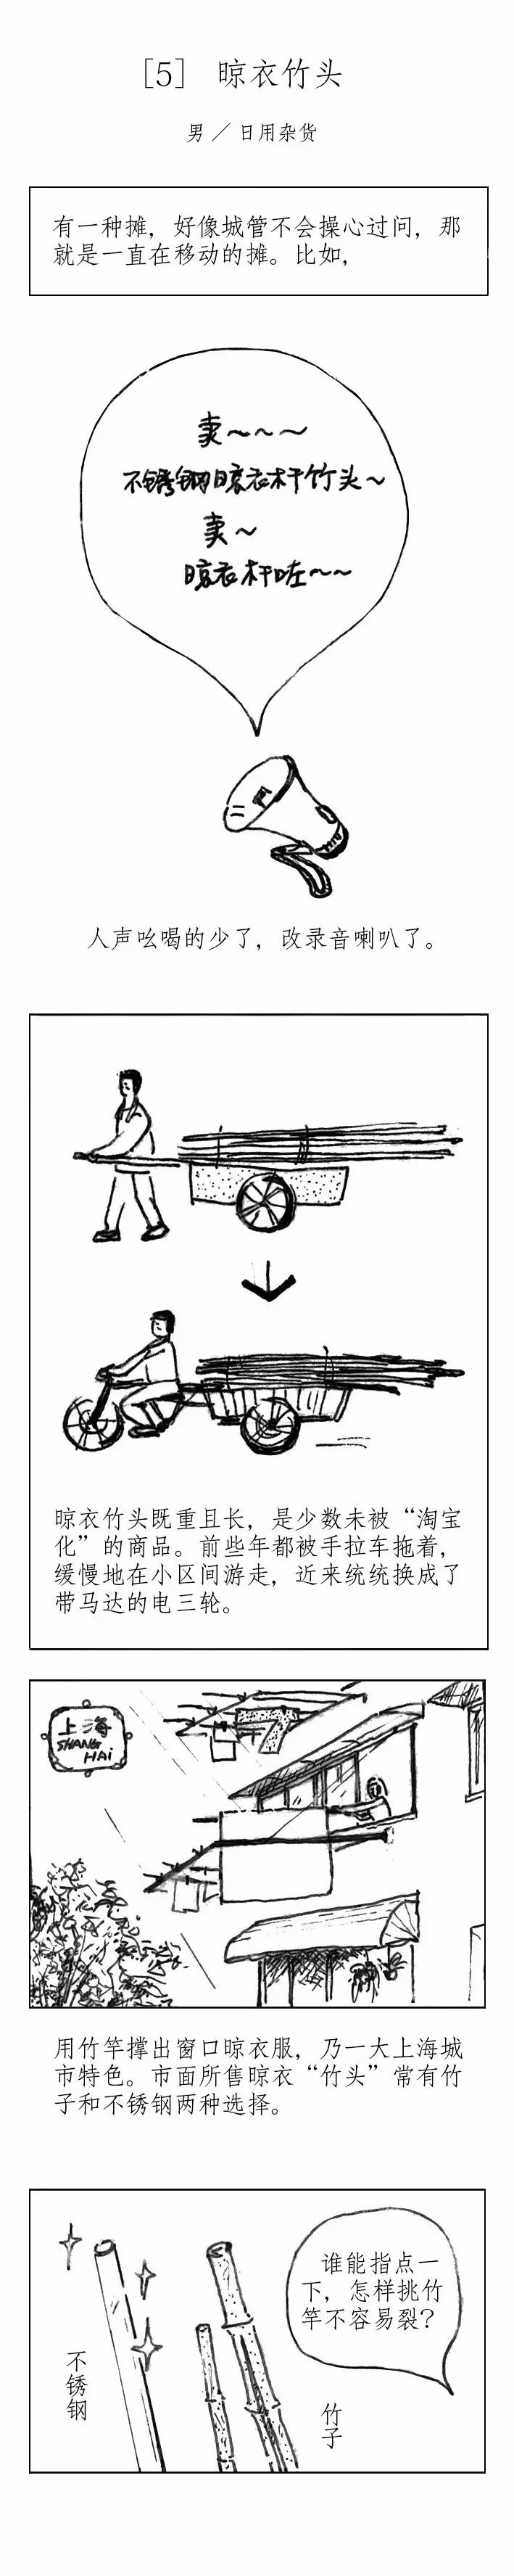 [5] 晾衣竹头
男／日用杂货
有一种摊，好像城管不会操心过问，那
就是一直在移动的摊。比如，
卖～～～
不锈钢晾衣杆竹头～
卖～
晾衣杆咗～～
人声吆喝的少了，改录音喇叭了。
晾衣竹头既重且长，是少数未被“淘宝
化”的商品。前些年都被手拉车拖着，
缓慢地在小区间游走，近来统统换成了
带马达的电三轮。
上海
SHANG
HAi
用竹竿撑出窗口晾衣服，乃一大上海城
市特色。市面所售晾衣“竹头”常有竹
子和不锈钢两种选择。
谁能指点一
下，怎样挑竹
竿不容易裂？
不锈钢
竹子